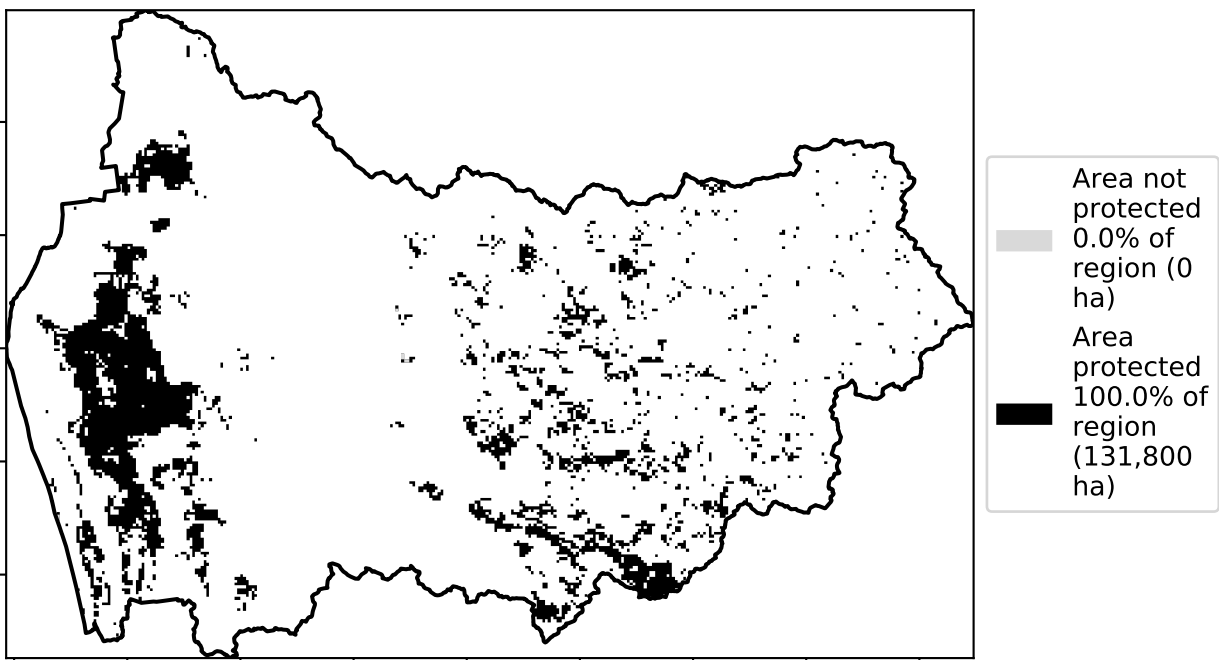 Area not
protected
0.0% of
region (0
ha)
Area
protected
100.0% of
region
(131,800
ha)